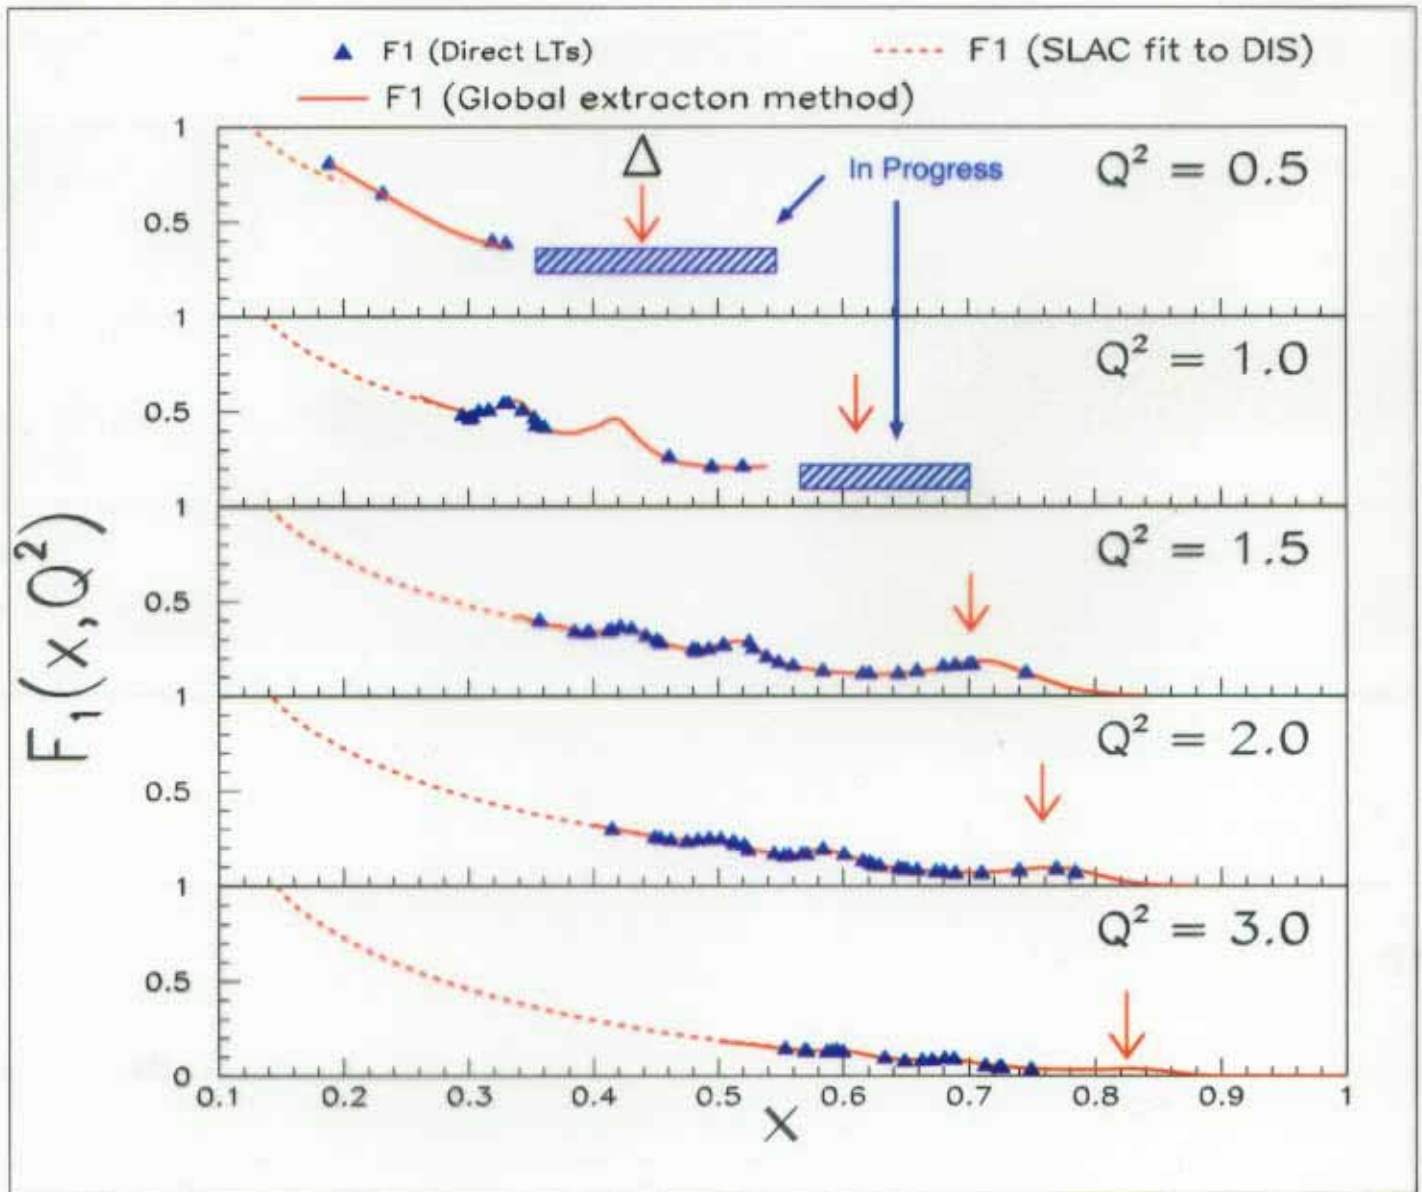 F1 (Direct LTs)
F1 (SLAC fit to DIS)
F1 (Global extracton method)
1
Δ
In Progress
Q² = 0.5
0.5
1
Q² = 1.0
0.5
1
Q² = 1.5
0.5
1
Q² = 2.0
0.5
1
Q² = 3.0
0.5
0
F₁(x,Q²)
0.1 0.2 0.3 0.4 0.5 0.6 0.7 0.8 0.9 1
X